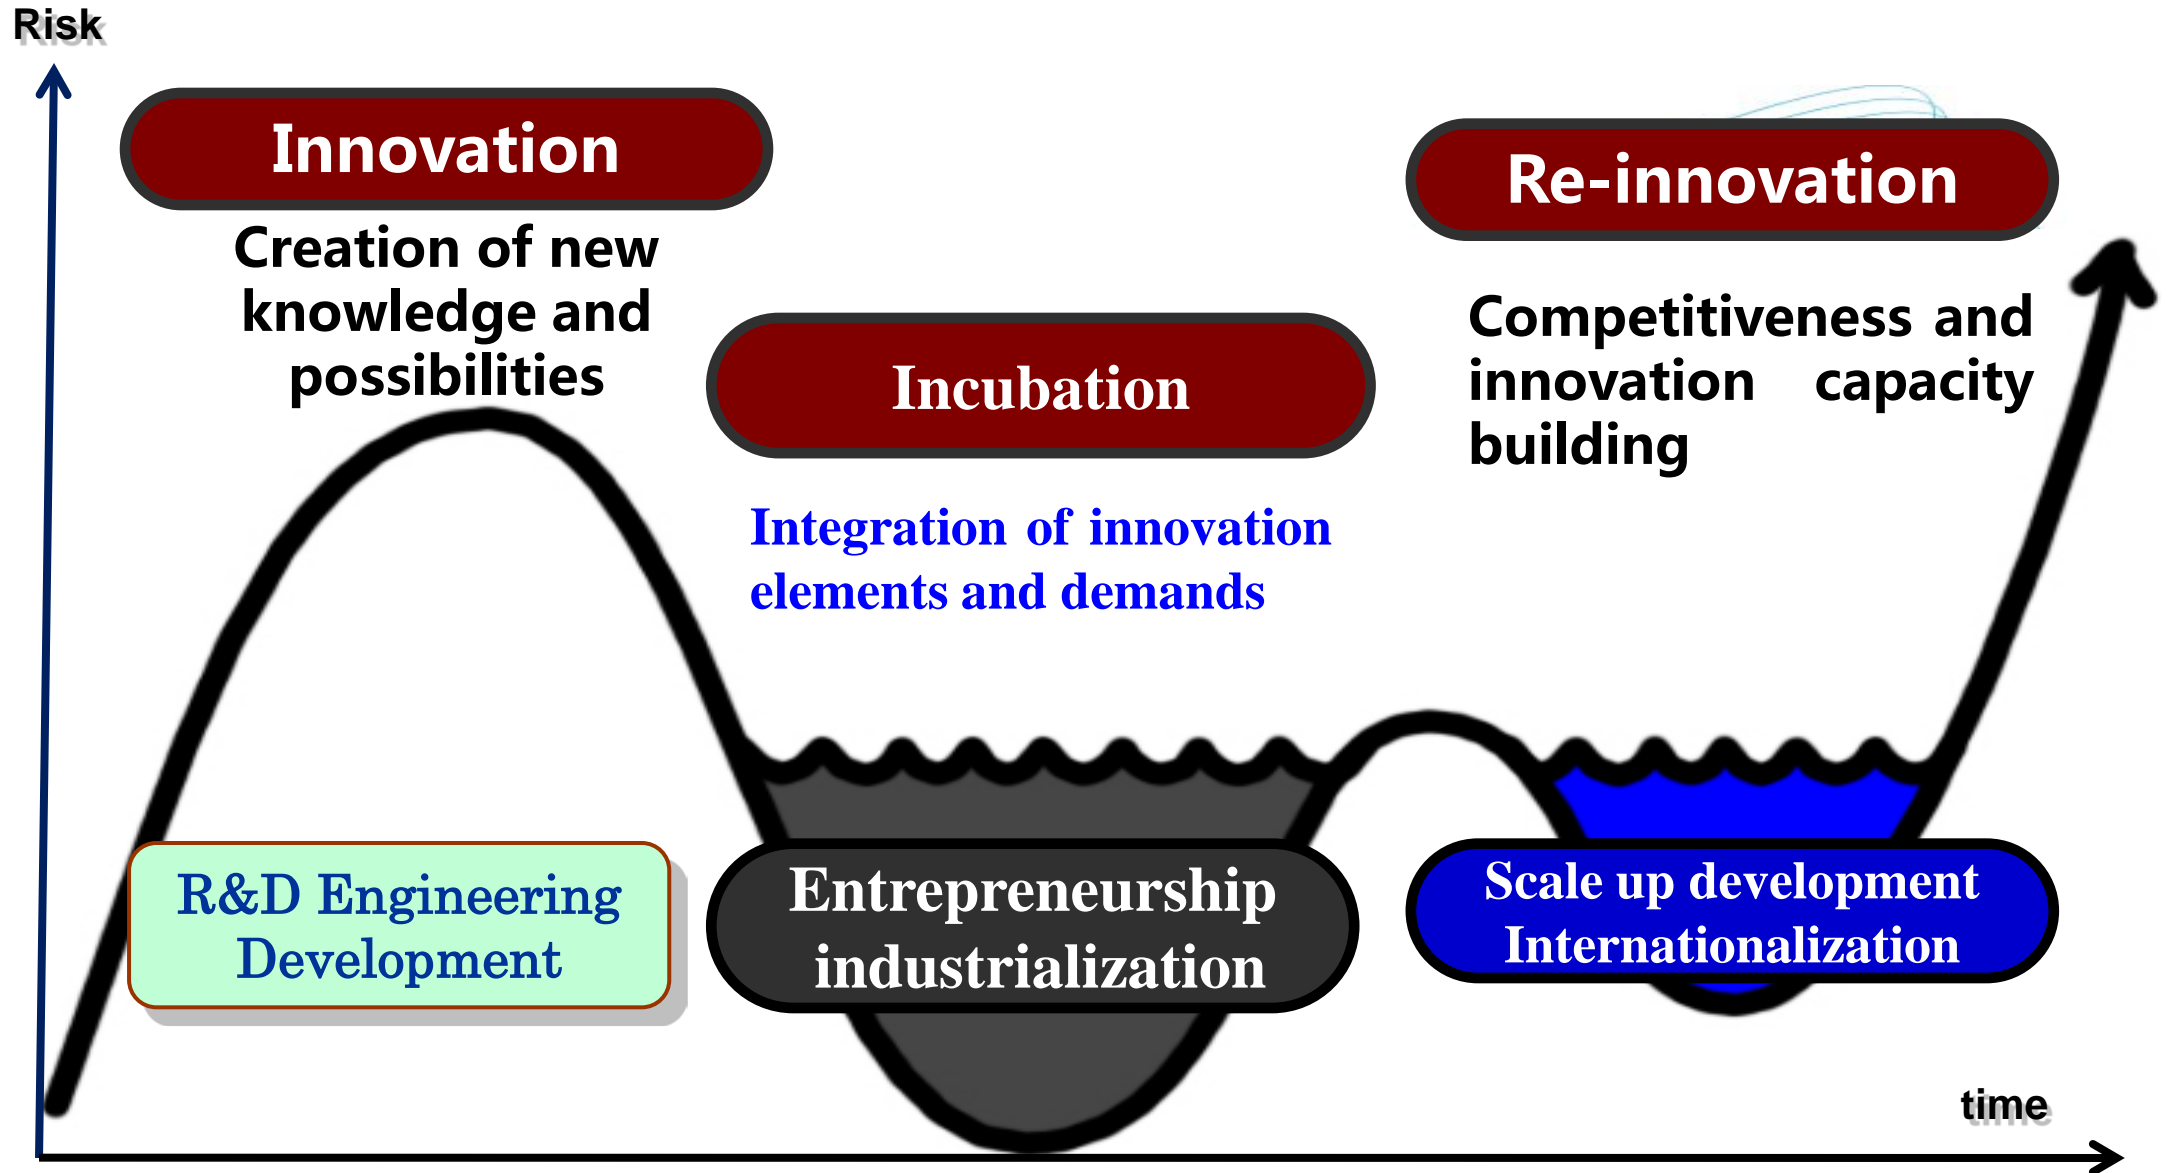 Risk
Innovation
Creation of new
knowledge and
possibilities
Re-innovation
Competitiveness and
innovation capacity
building
Incubation
Integration of innovation
elements and demands
R&D Engineering
Development
Entrepreneurship
industrialization
Scale up development
Internationalization
time